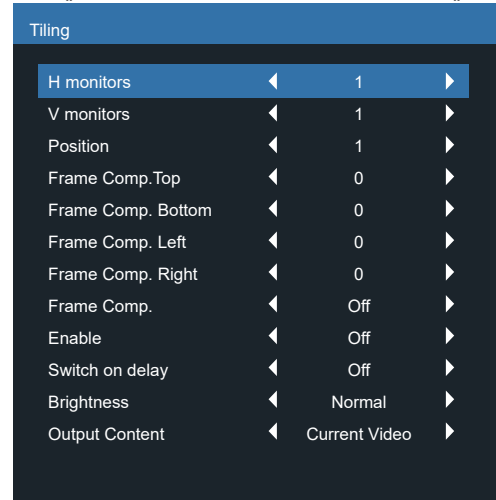 Tiling
H monitors 1
V monitors 1
Position 1
Frame Comp.Top 0
Frame Comp. Bottom 0
Frame Comp. Left 0
Frame Comp. Right 0
Frame Comp. Off
Enable Off
Switch on delay Off
Brightness Normal
Output Content Current Video